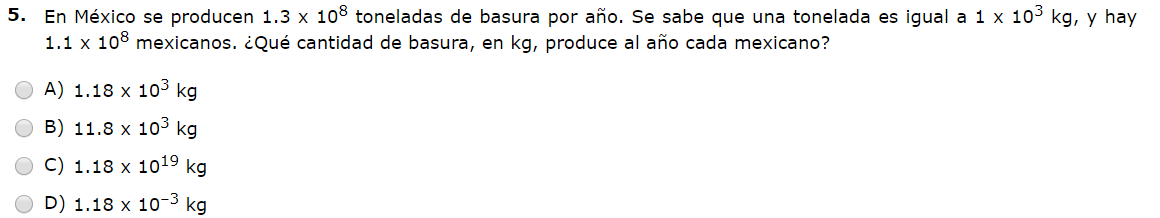 5. En México se producen 1.3 x 10⁸ toneladas de basura por año. Se sabe que una tonelada es igual a 1 x 10³ kg, y hay
1.1 x 10⁸ mexicanos. ¿Qué cantidad de basura, en kg, produce al año cada mexicano?
A) 1.18 x 10³ kg
B) 11.8 x 10³ kg
C) 1.18 x 10¹⁹ kg
D) 1.18 x 10⁻³ kg